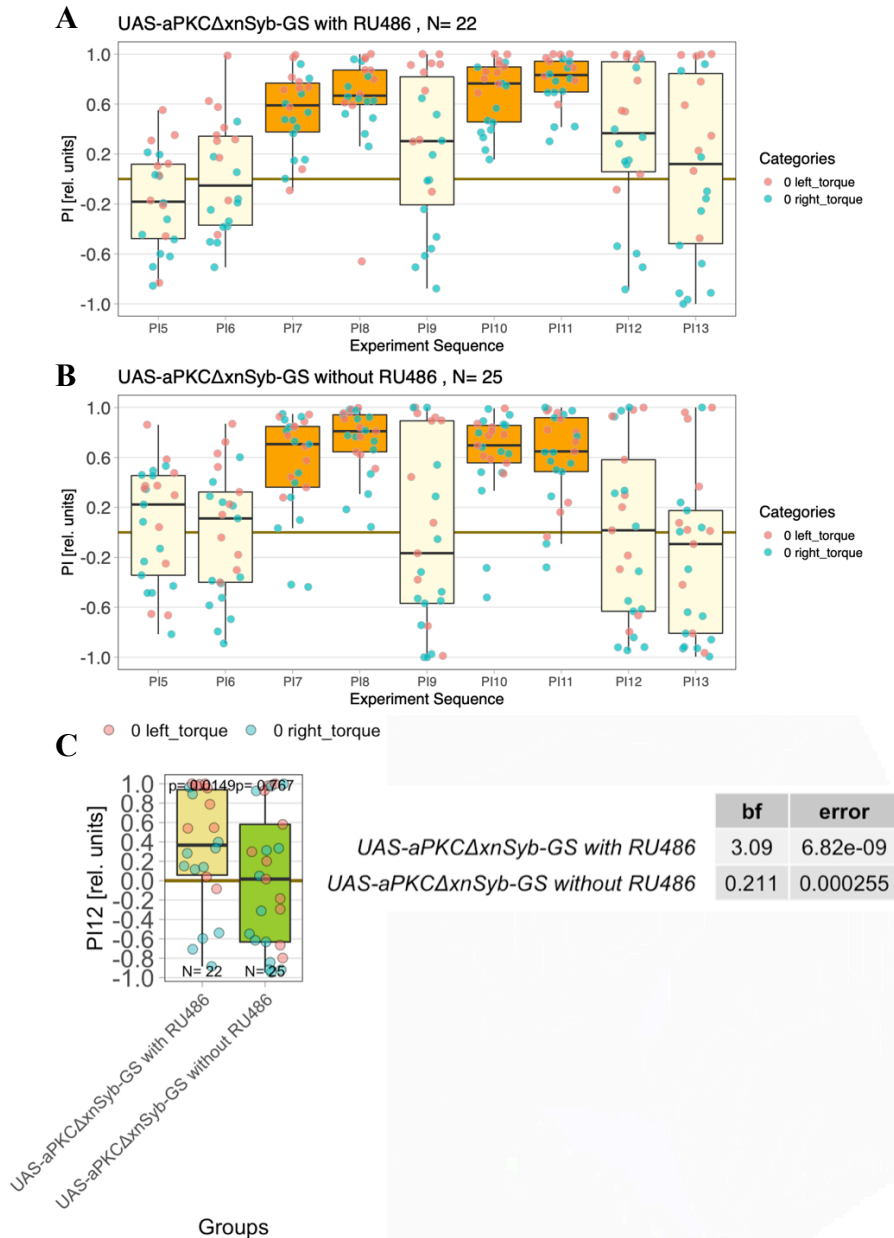 A
UAS-aPKCΔxnSyb-GS with RU486 , N= 22
1.0
0.6
0.2
-0.2
-0.6
-1.0
PI [rel. units]
PI5 PI6 PI7 PI8 PI9 PI10 PI11 PI12 PI13
Experiment Sequence
Categories
0 left_torque
0 right_torque
B
UAS-aPKCΔxnSyb-GS without RU486 , N= 25
1.0
0.6
0.2
-0.2
-0.6
-1.0
PI [rel. units]
PI5 PI6 PI7 PI8 PI9 PI10 PI11 PI12 PI13
Experiment Sequence
Categories
0 left_torque
0 right_torque
C
0 left_torque 0 right_torque
p= 0.0149 p= 0.767
1.0
0.8
0.6
0.4
0.2
0.0
-0.2
-0.4
-0.6
-0.8
-1.0
PI12 [rel. units]
N= 22 N= 25
UAS-aPKCΔxnSyb-GS with RU486
UAS-aPKCΔxnSyb-GS without RU486
Groups
bf error
UAS-aPKCΔxnSyb-GS with RU486 3.09 6.82e-09
UAS-aPKCΔxnSyb-GS without RU486 0.211 0.000255